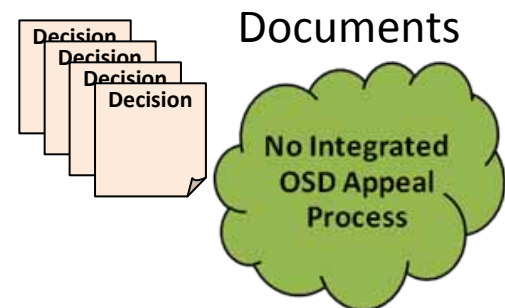 Documents
Decision
Decision
Decision
Decision
No Integrated
OSD Appeal
Process